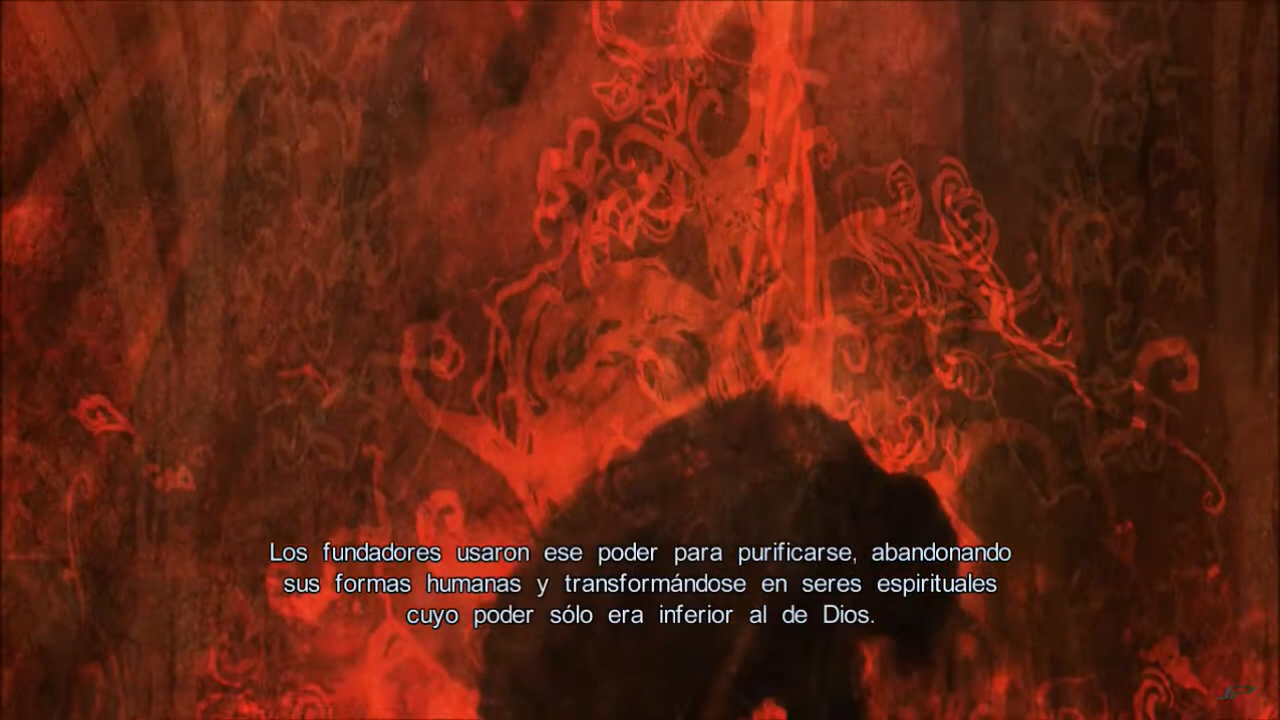 Los fundadores usaron ese poder para purificarse, abandonando
sus formas humanas y transformándose en seres espirituales
cuyo poder sólo era inferior al de Dios.